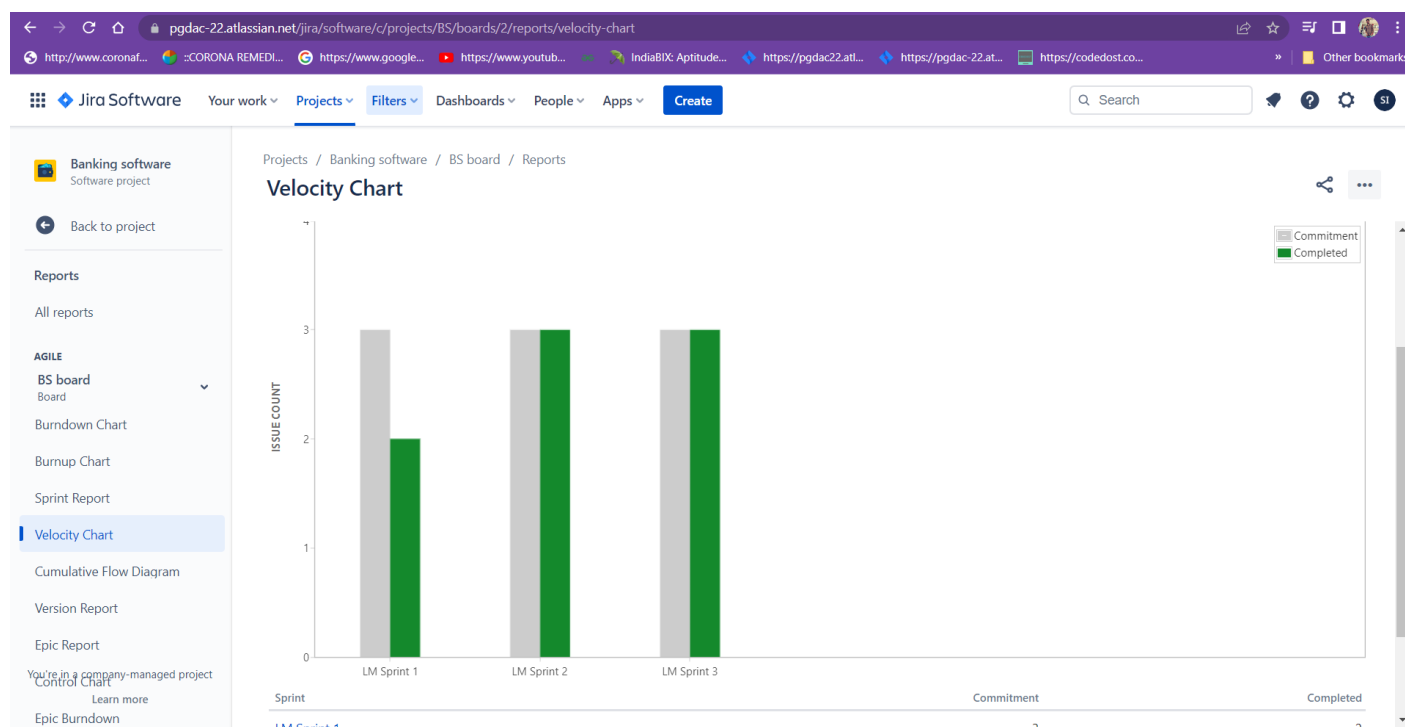 pgdac-22.atlassian.net/jira/software/c/projects/BS/boards/2/reports/velocity-chart
http://www.coronaf... ::CORONA REMEDI... https://www.google... https://www.youtub... IndiaBIX: Aptitude... https://pgdac22.atl... https://pgdac-22.at... https://codedost.co... » Other bookmarks
Jira Software Your work Projects Filters Dashboards People Apps Create Search SI
Banking software
Software project
Back to project
Reports
All reports
AGILE
BS board
Board
Burndown Chart
Burnup Chart
Sprint Report
Velocity Chart
Cumulative Flow Diagram
Version Report
Epic Report
You're in a company-managed project
Control Chart
Learn more
Epic Burndown
Projects / Banking software / BS board / Reports
Velocity Chart
Commitment
Completed
4
3
2
1
0
ISSUE COUNT
LM Sprint 1 LM Sprint 2 LM Sprint 3
Sprint Commitment Completed
LM Sprint 1 3 2